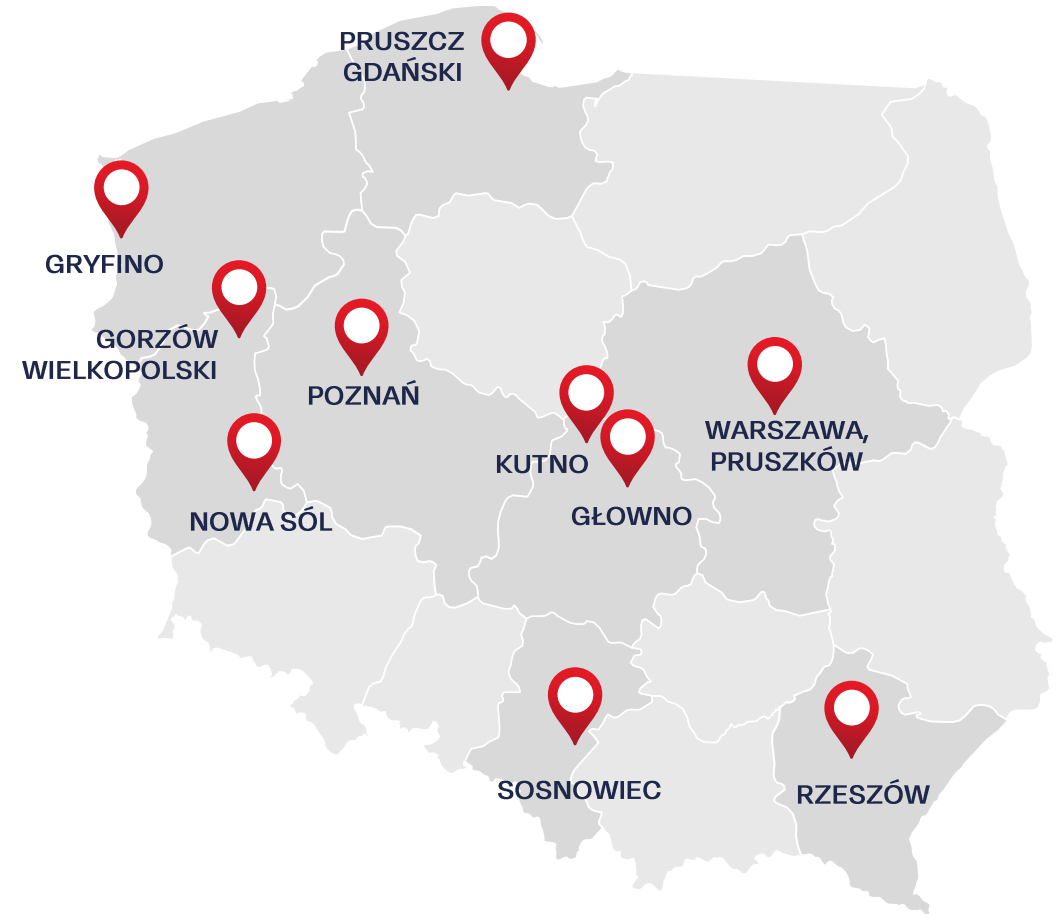 PRUSZCZ
GDAŃSKI
GRYFINO
GORZÓW
WIELKOPOLSKI
POZNAŃ
WARSZAWA,
PRUSZKÓW
KUTNO
GŁOWNO
NOWA SÓL
SOSNOWIEC
RZESZÓW